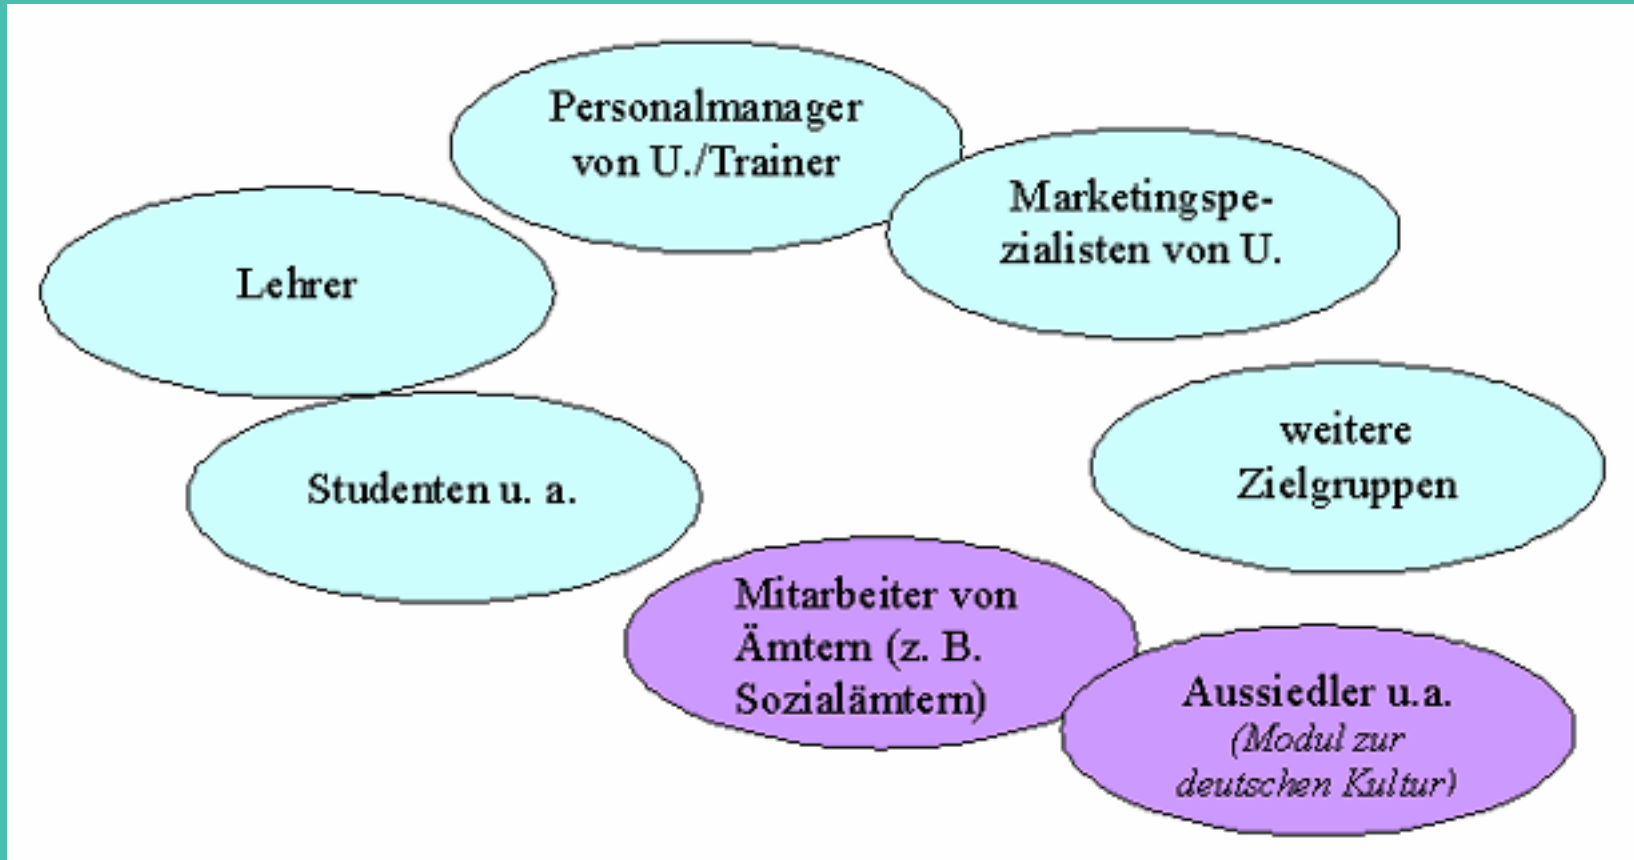 Personalmanager
von U./Trainer
Marketingspe-
zialisten von U.
Lehrer
weitere
Zielgruppen
Studenten u. a.
Mitarbeiter von
Ämtern (z. B.
Sozialämtern)
Aussiedler u.a.
(Modul zur
deutschen Kultur)